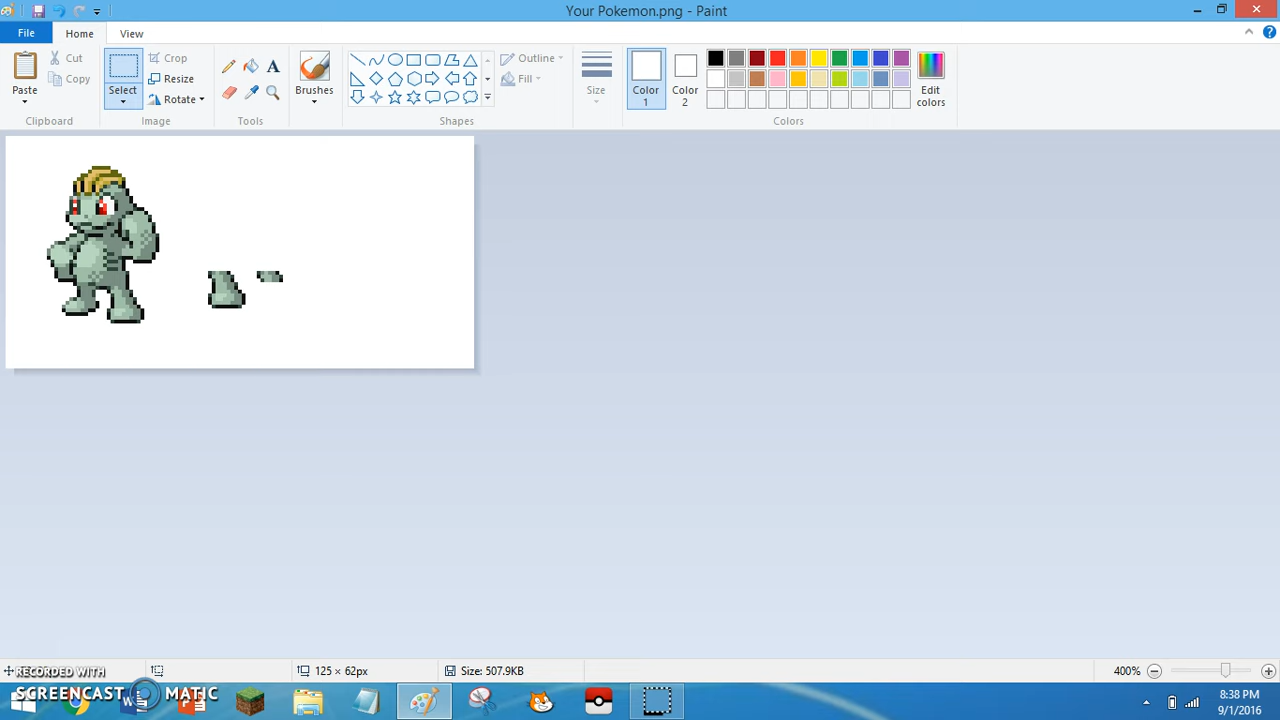 Your Pokemon.png - Paint
File Home View
Paste Cut Copy
Clipboard
Select Crop Resize Rotate
Image
Tools
Brushes
Shapes
Outline Fill
Size
Color 1 Color 2
Edit colors
Colors
125 × 62px Size: 507.9KB 400%
RECORDED WITH
SCREENCAST MATIC
8:38 PM
9/1/2016